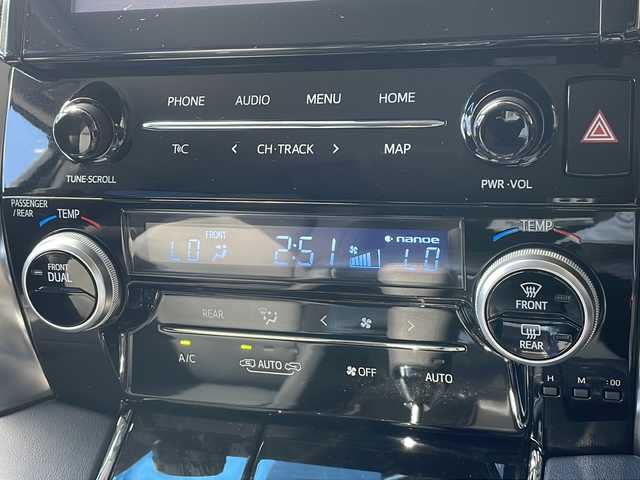 PHONE AUDIO MENU HOME
CH·TRACK MAP
TUNE·SCROLL
PWR·VOL
PASSENGER
/REAR
TEMP
TEMP
FRONT
LO 2:51 nanoe LO
FRONT
DUAL
FRONT
REAR
REAR
A/C AUTO OFF AUTO
H M :00